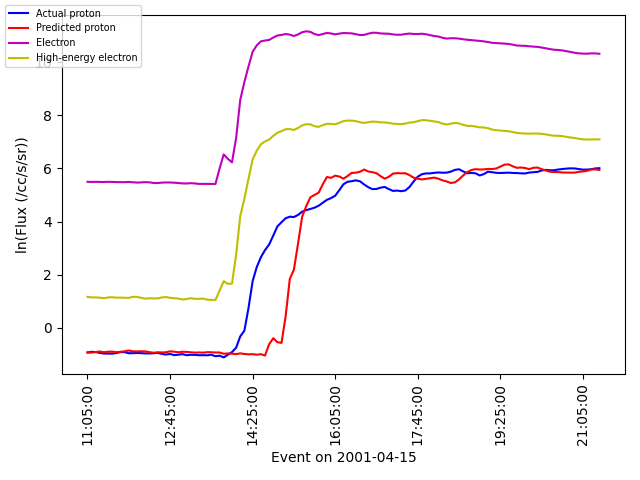 Actual proton
Predicted proton
Electron
High-energy electron
10
8
6
4
2
0
ln(Flux (/cc/s/sr))
11:05:00
12:45:00
14:25:00
16:05:00
17:45:00
19:25:00
21:05:00
Event on 2001-04-15